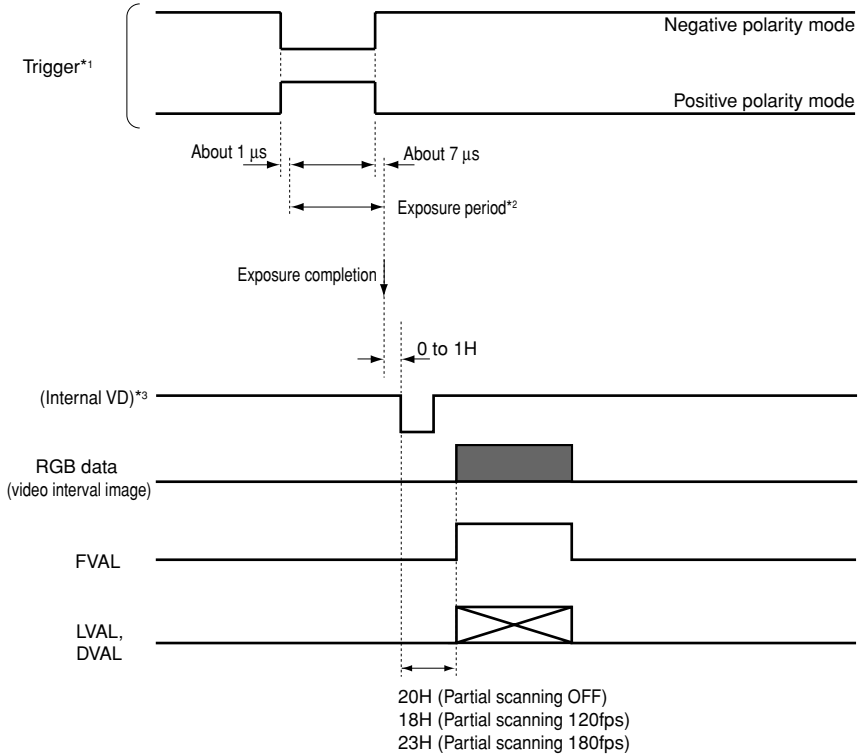 Negative polarity mode
Trigger*1
Positive polarity mode
About 1 μs
About 7 μs
Exposure period*2
Exposure completion
0 to 1H
(Internal VD)*3
RGB data
(video interval image)
FVAL
LVAL,
DVAL
20H (Partial scanning OFF)
18H (Partial scanning 120fps)
23H (Partial scanning 180fps)